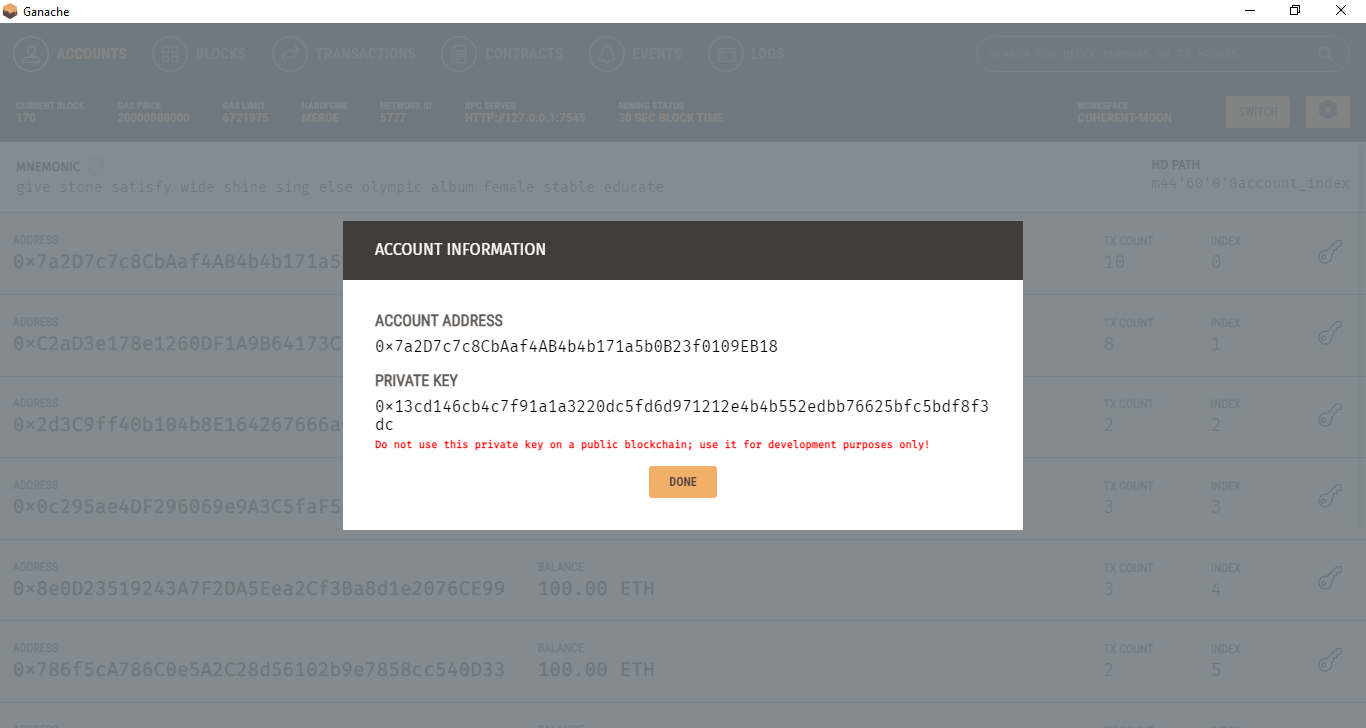 Ganache
ACCOUNTS BLOCKS TRANSACTIONS CONTRACTS EVENTS LOGS SEARCH FOR BLOCK NUMBERS OR TX HASHES
CURRENT BLOCK GAS PRICE GAS LIMIT HARDFORK NETWORK ID RPC SERVER MINING STATUS WORKSPACE
170 20000000000 6721975 MERGE 5777 HTTP://127.0.0.1:7545 30 SEC BLOCK TIME COHERENT-MOON SWITCH
MNEMONIC HD PATH
give stone satisfy wide shine sing else olympic album female stable educate m44'60'0'0account_index
ADDRESS TX COUNT INDEX
0x7a2D7c7c8CbAaf4AB4b4b171a5 10 0
ADDRESS TX COUNT INDEX
0xC2aD3e178e1260DF1A9B64173C 8 1
ADDRESS TX COUNT INDEX
0x2d3C9ff40b104b8E164267666a 2 2
ADDRESS TX COUNT INDEX
0x0c295ae4DF296069e9A3C5faF5 3 3
ADDRESS BALANCE TX COUNT INDEX
0x8e0D23519243A7F2DA5Eea2Cf3Ba8d1e2076CE99 100.00 ETH 3 4
ADDRESS BALANCE TX COUNT INDEX
0x786f5cA786C0e5A2C28d56102b9e7858cc540D33 100.00 ETH 2 5
ACCOUNT INFORMATION
ACCOUNT ADDRESS
0x7a2D7c7c8CbAaf4AB4b4b171a5b0B23f0109EB18
PRIVATE KEY
0x13cd146cb4c7f91a1a3220dc5fd6d971212e4b4b552edbb76625bfc5bdf8f3
dc
Do not use this private key on a public blockchain; use it for development purposes only!
DONE